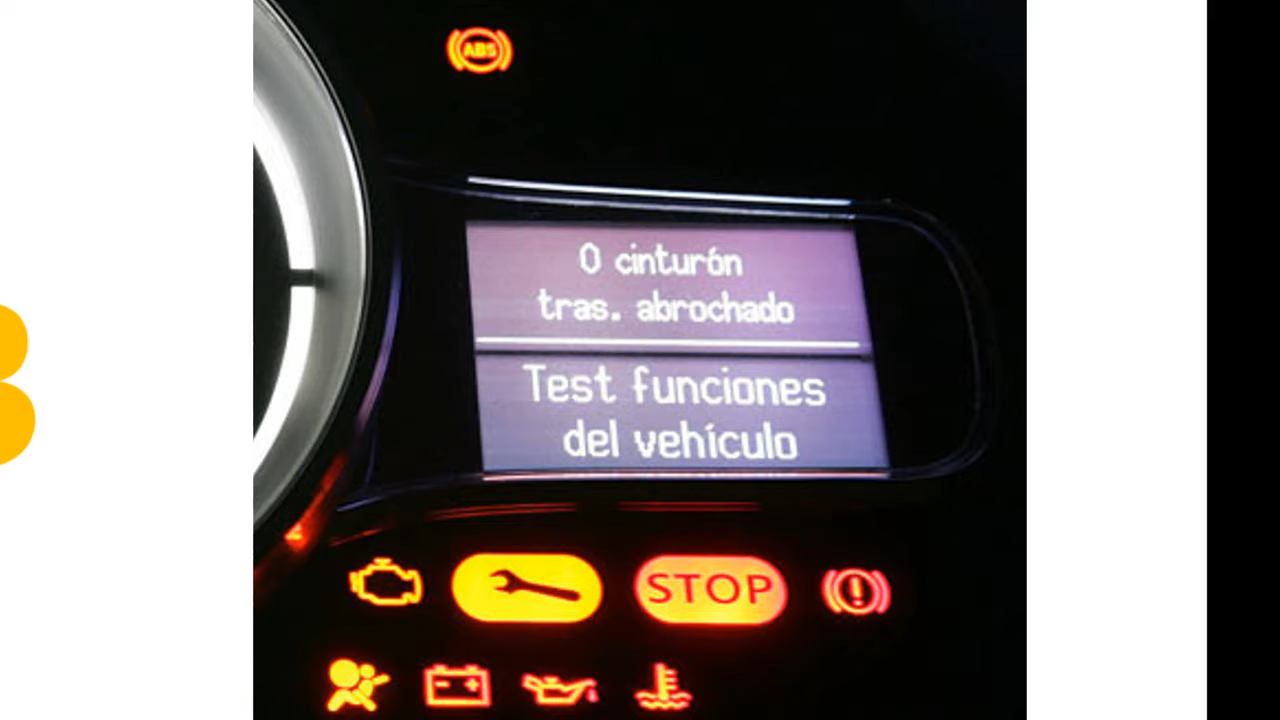 ABS
0 cinturón
tras. abrochado
Test funciones
del vehículo
STOP